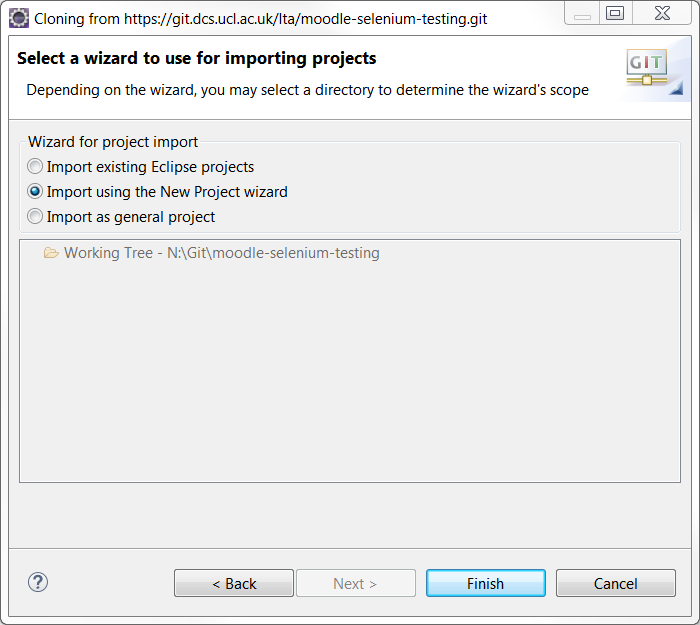 Cloning from https://git.dcs.ucl.ac.uk/lta/moodle-selenium-testing.git
Select a wizard to use for importing projects
Depending on the wizard, you may select a directory to determine the wizard's scope
GIT
Wizard for project import
Import existing Eclipse projects
Import using the New Project wizard
Import as general project
Working Tree - N:\Git\moodle-selenium-testing
?
< Back
Next >
Finish
Cancel